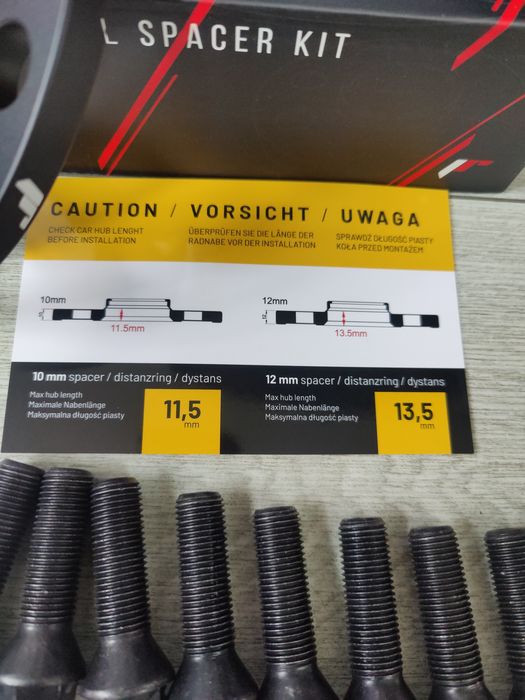 L SPACER KIT
CAUTION / VORSICHT / UWAGA
CHECK CAR HUB LENGHT
BEFORE INSTALLATION
ÜBERPRÜFEN SIE DIE LÄNGE DER
RADNABE VOR DER INSTALLATION
SPRAWDŹ DŁUGOŚĆ PIASTY
KOŁA PRZED MONTAŻEM
10mm
10
11.5mm
12mm
12
13.5mm
10 mm spacer / distanzring / dystans
Max hub length
Maximale Nabenlänge
Maksymalna długość piasty
11,5
mm
12 mm spacer / distanzring / dystans
Max hub length
Maximale Nabenlänge
Maksymalna długość piasty
13,5
mm